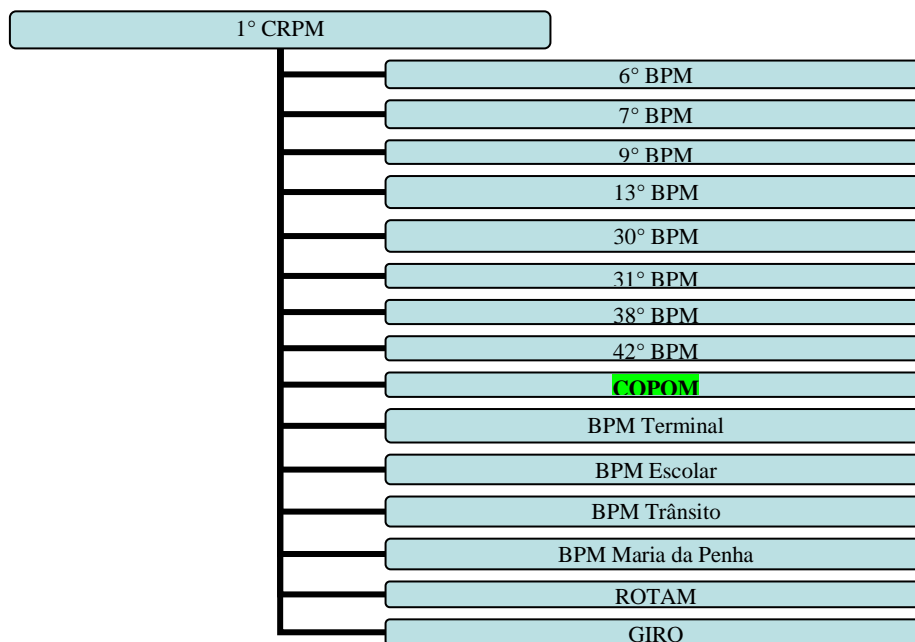 1° CRPM
6° BPM
7° BPM
9° BPM
13° BPM
30° BPM
31° BPM
38° BPM
42° BPM
COPOM
BPM Terminal
BPM Escolar
BPM Trânsito
BPM Maria da Penha
ROTAM
GIRO